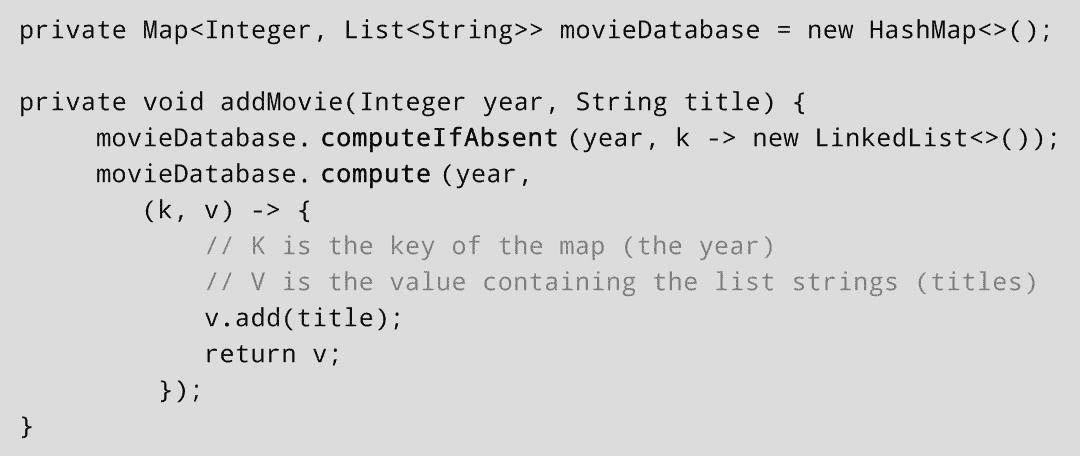 private Map<Integer, List<String>> movieDatabase = new HashMap<>();
private void addMovie(Integer year, String title) {
movieDatabase. computeIfAbsent (year, k -> new LinkedList<>());
movieDatabase. compute (year,
(k, v) -> {
// K is the key of the map (the year)
// V is the value containing the list strings (titles)
v.add(title);
return v;
});
}